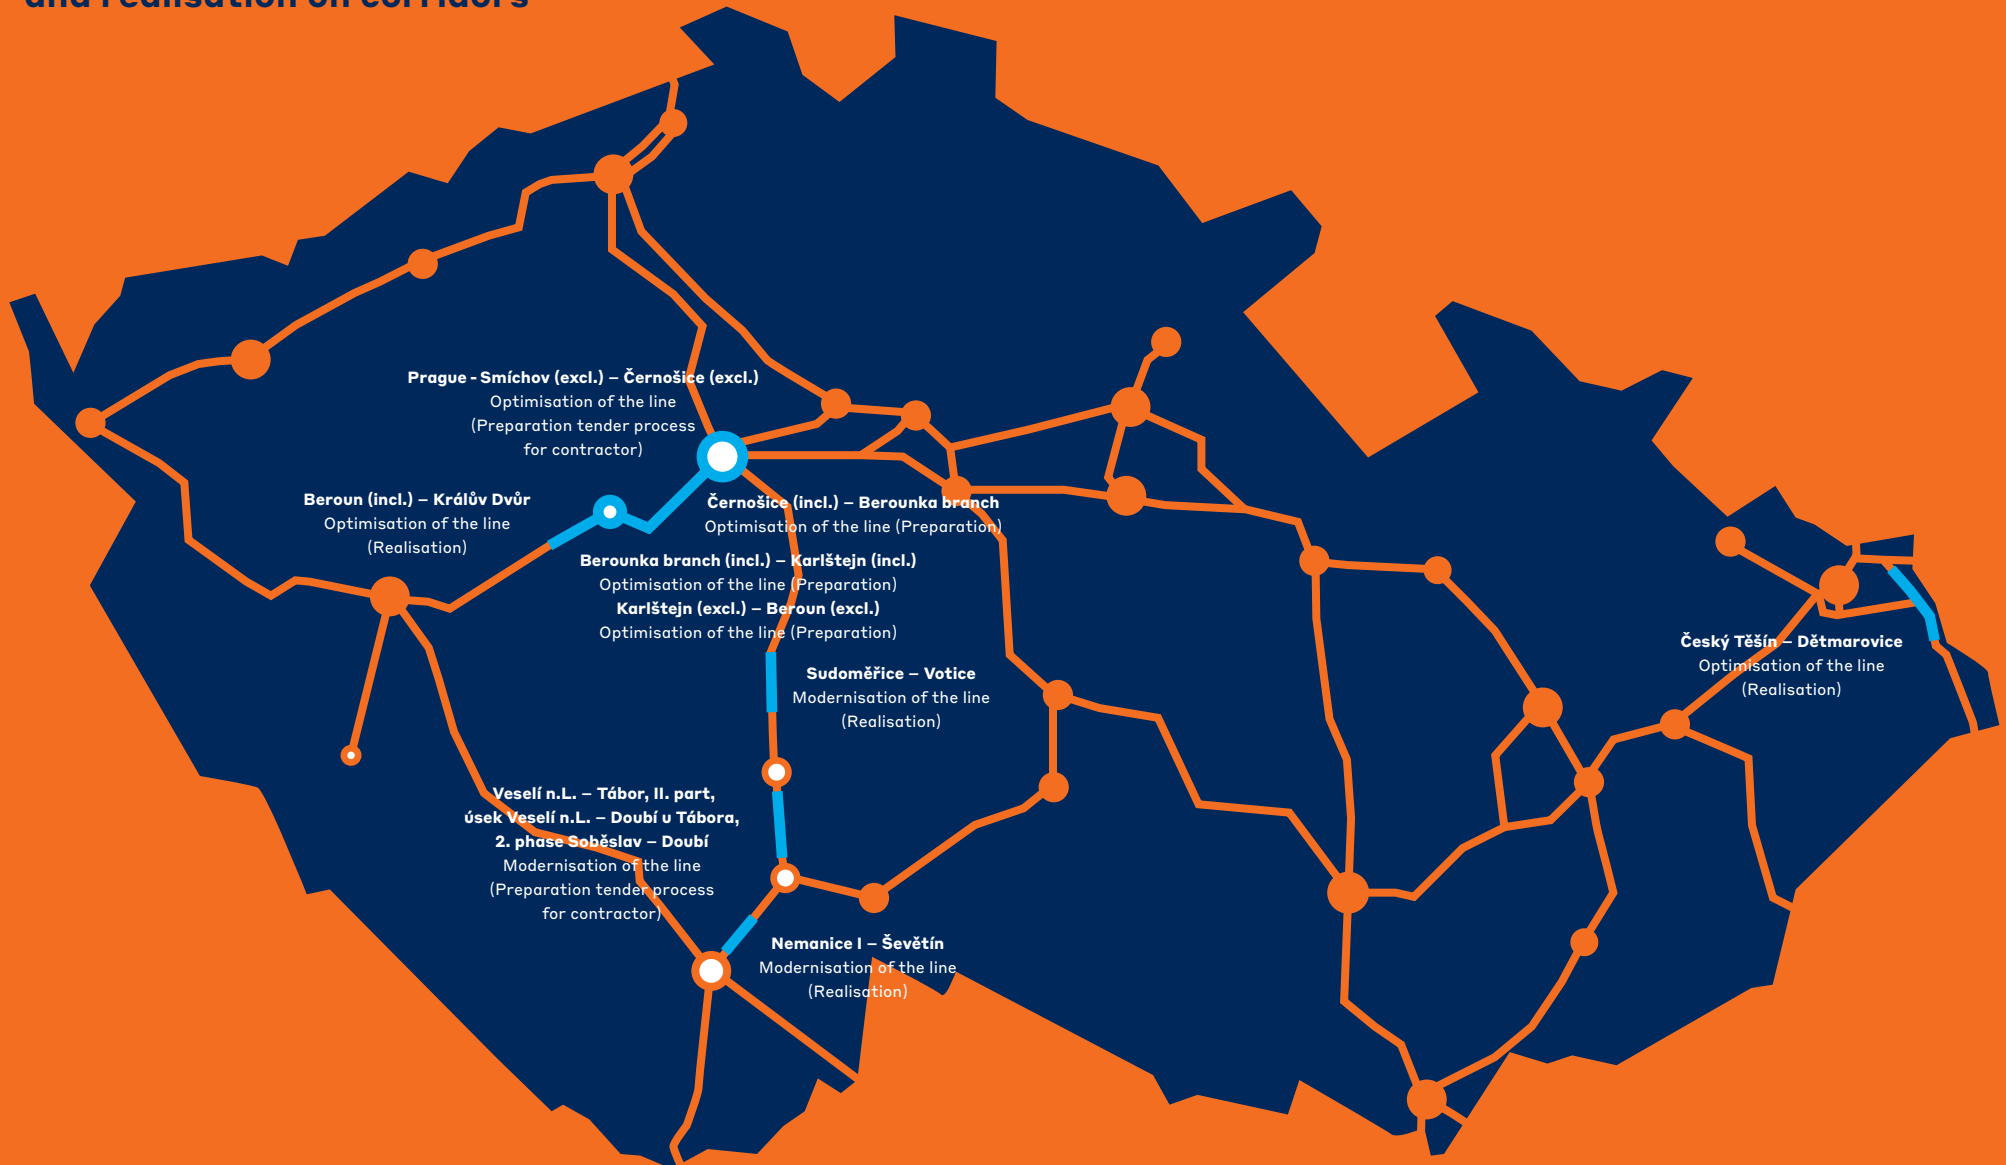 and realisation on corridors
Prague - Smíchov (excl.) – Černošice (excl.)
Optimisation of the line
(Preparation tender process
for contractor)
Beroun (incl.) – Králův Dvůr
Optimisation of the line
(Realisation)
Černošice (incl.) – Berounka branch
Optimisation of the line (Preparation)
Berounka branch (incl.) – Karlštejn (incl.)
Optimisation of the line (Preparation)
Karlštejn (excl.) – Beroun (excl.)
Optimisation of the line (Preparation)
Sudoměřice – Votice
Modernisation of the line
(Realisation)
Český Těšín – Dětmarovice
Optimisation of the line
(Realisation)
Veselí n.L. – Tábor, II. part,
úsek Veselí n.L. – Doubí u Tábora,
2. phase Soběslav – Doubí
Modernisation of the line
(Preparation tender process
for contractor)
Nemanice I – Ševětín
Modernisation of the line
(Realisation)